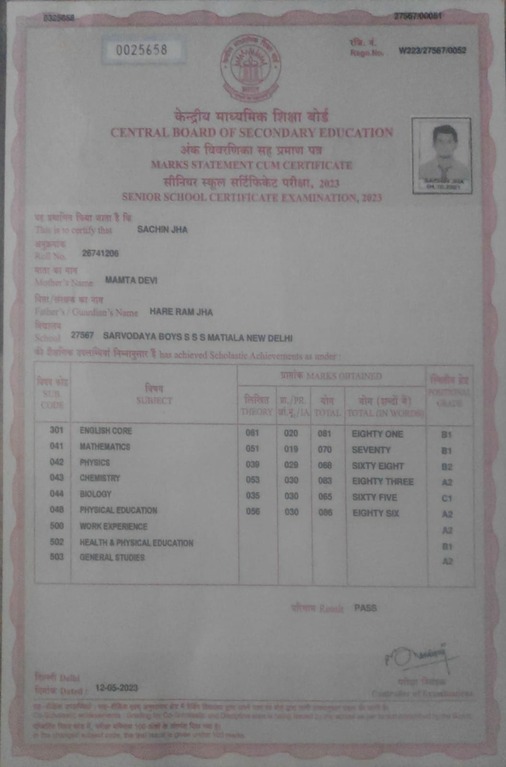 8325658 27567/00081
0025658
रजि. नं.
Regn No. W223/27567/0052
केन्द्रीय माध्यमिक शिक्षा बोर्ड
CENTRAL BOARD OF SECONDARY EDUCATION
अंक विवरणिका सह प्रमाण पत्र
MARKS STATEMENT CUM CERTIFICATE
सीनियर स्कूल सर्टिफिकेट परीक्षा, 2023
SENIOR SCHOOL CERTIFICATE EXAMINATION, 2023
SACHIN JHA
यह प्रमाणित किया जाता है कि
This is to certify that SACHIN JHA
अनुक्रमांक
Roll No. 26741206
माता का नाम
Mother's Name MAMTA DEVI
पिता/संरक्षक का नाम
Father's / Guardian's Name HARE RAM JHA
विद्यालय
School 27567 SARVODAYA BOYS S S S MATIALA NEW DELHI
की शैक्षिक उपलब्धियां निम्नानुसार हैं has achieved Scholastic Achievements as under :
विषय कोड SUB. CODE विषय SUBJECT प्राप्तांक MARKS OBTAINED POSITIONAL GRADE
लिखित THEORY प्रा./PR. IA योग TOTAL योग (शब्दों में) TOTAL (IN WORDS)
301 ENGLISH CORE 061 020 081 EIGHTY ONE B1
041 MATHEMATICS 051 019 070 SEVENTY B1
042 PHYSICS 039 029 068 SIXTY EIGHT B2
043 CHEMISTRY 053 030 083 EIGHTY THREE A2
044 BIOLOGY 035 030 065 SIXTY FIVE C1
048 PHYSICAL EDUCATION 056 030 086 EIGHTY SIX A2
500 WORK EXPERIENCE A2
502 HEALTH & PHYSICAL EDUCATION B1
503 GENERAL STUDIES A2
परिणाम Result PASS
दिल्ली Delhi
दिनांक Dated : 12-05-2023
परीक्षा नियंत्रक
Controller of Examinations